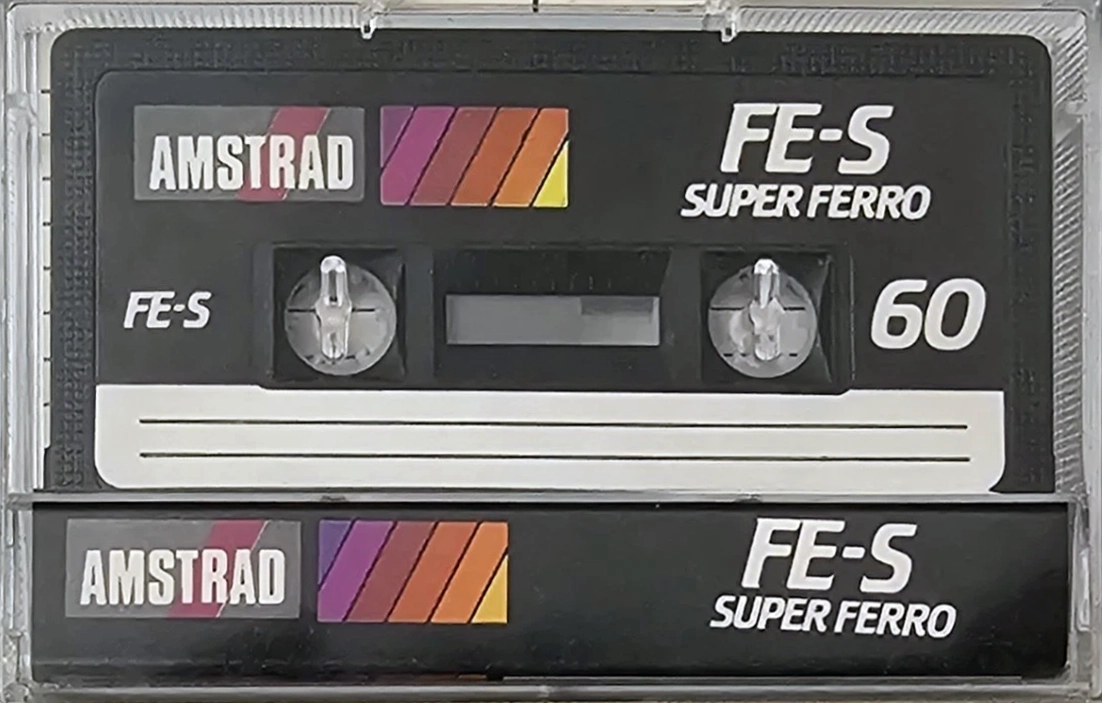 AMSTRAD
FE-S
SUPER FERRO
FE-S
60
AMSTRAD
FE-S
SUPER FERRO